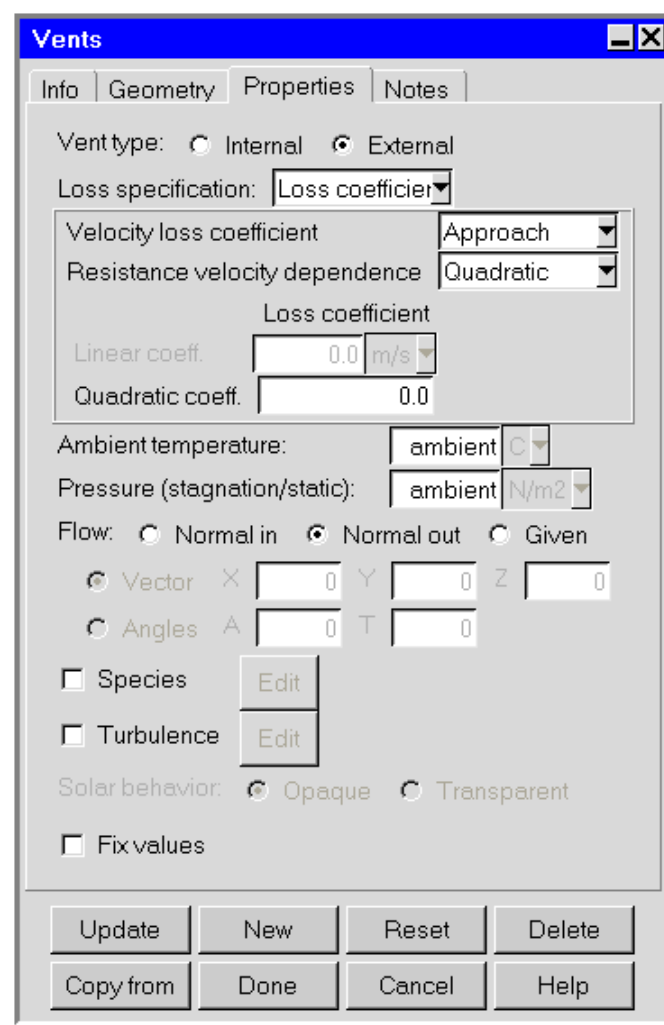 Vents
Info Geometry Properties Notes
Vent type: Internal External
Loss specification: Loss coefficien
Velocity loss coefficient Approach
Resistance velocity dependence Quadratic
Loss coefficient
Linear coeff. 0.0 m/s
Quadratic coeff. 0.0
Ambient temperature: ambient C
Pressure (stagnation/static): ambient N/m2
Flow: Normal in Normal out Given
Vector X 0 Y 0 Z 0
Angles A 0 T 0
Species Edit
Turbulence Edit
Solar behavior: Opaque Transparent
Fix values
Update New Reset Delete
Copy from Done Cancel Help